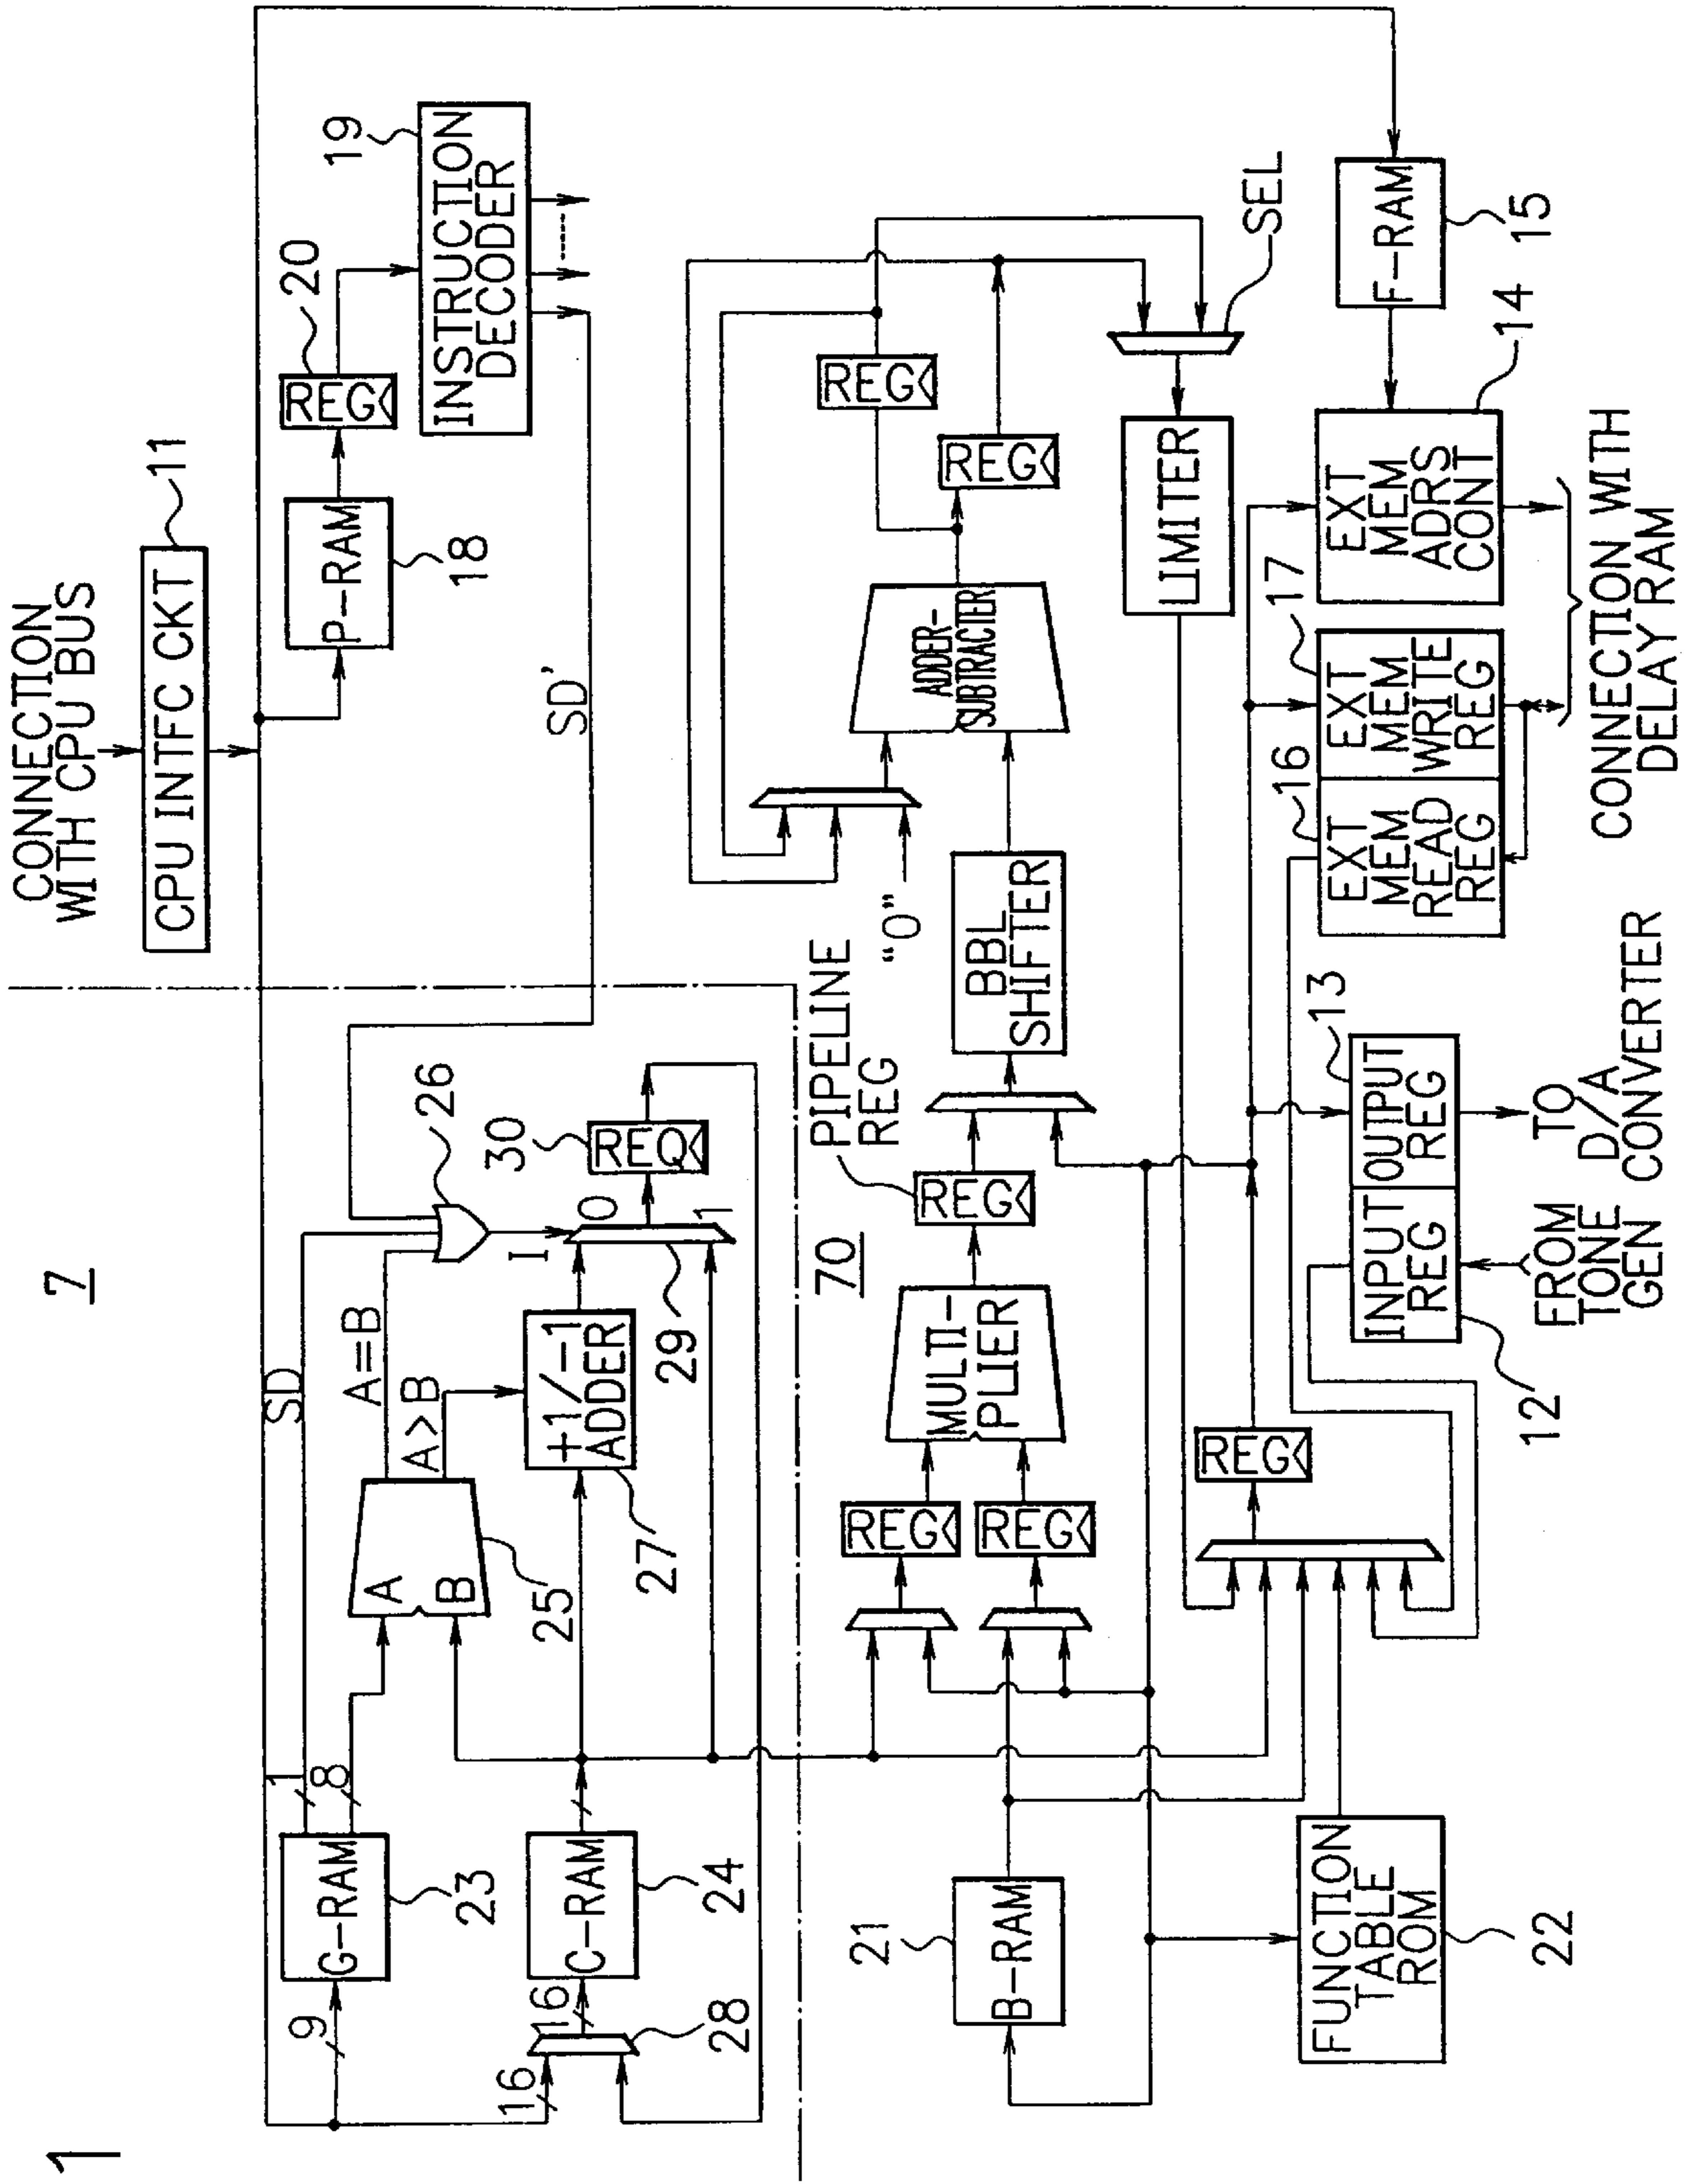 1
7
CONNECTION
WITH CPU BUS
CPU INTFC CKT
11
P-RAM
18
REG
20
INSTRUCTION
DECODER
19
SD'
SD
9
G-RAM
23
1
8
A
B
25
A=B
A>B
26
16
28
16
C-RAM
24
+1/-1
ADDER
27
I
0
1
29
REQ
30
70
PIPELINE
REG
REG
REG
MULTI-
PLIER
REG
BBL
SHIFTER
"0"
ADDER-
SUBTRACTER
REG
REG
SEL
LIMITER
21
B-RAM
FUNCTION
TABLE
ROM
22
REG
INPUT
REG
12
OUTPUT
REG
13
FROM
TONE
GEN
TO
D/A
CONVERTER
EXT
MEM
READ
REG
16
EXT
MEM
WRITE
REG
17
EXT
MEM
ADRS
CONT
14
F-RAM
15
CONNECTION WITH
DELAY RAM